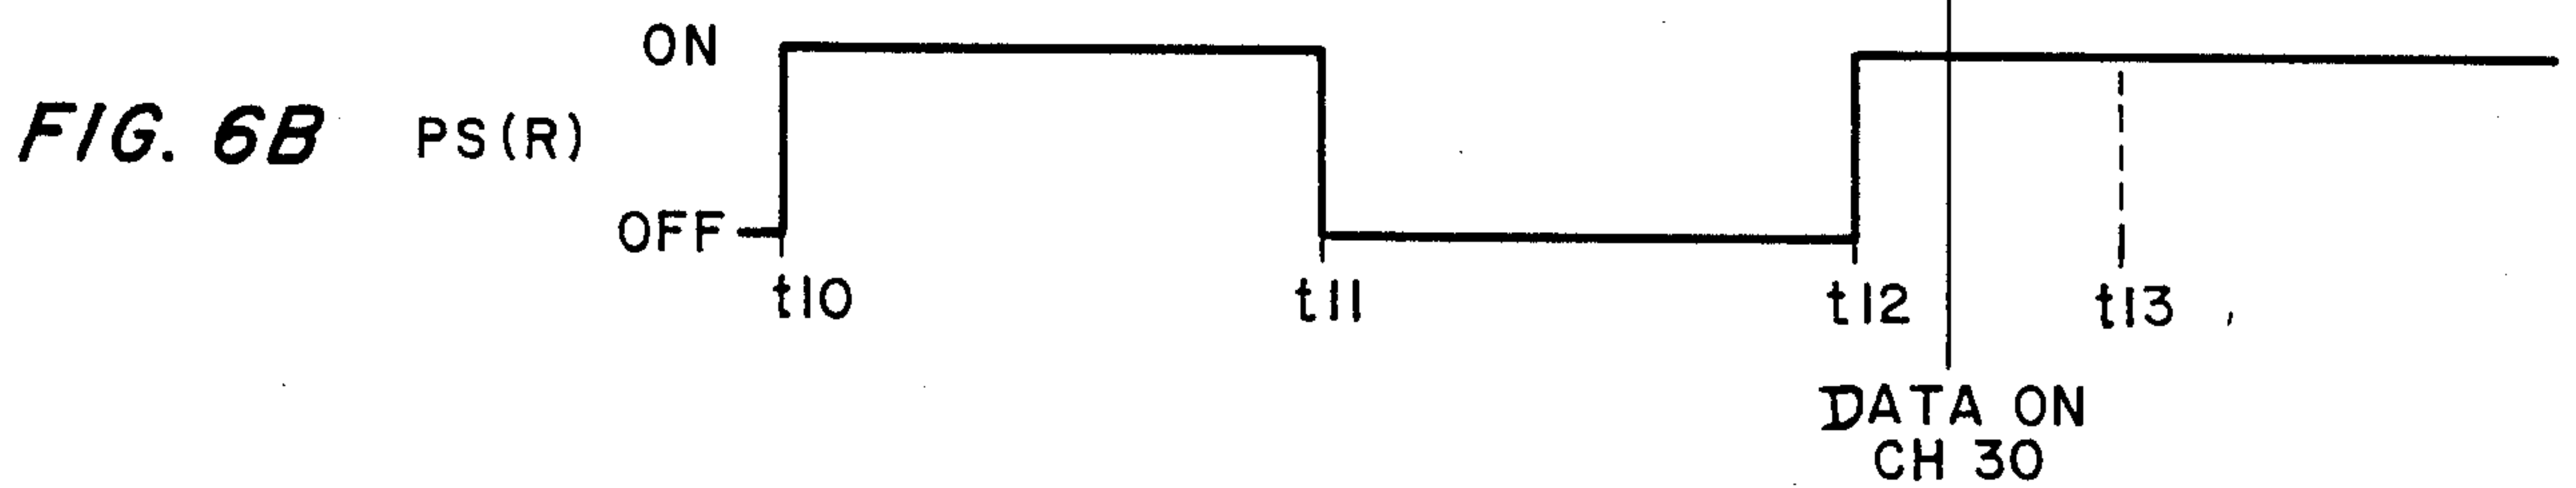 ON
FIG. 6B PS(R)
OFF
t10 t11 t12 t13
DATA ON
CH 30